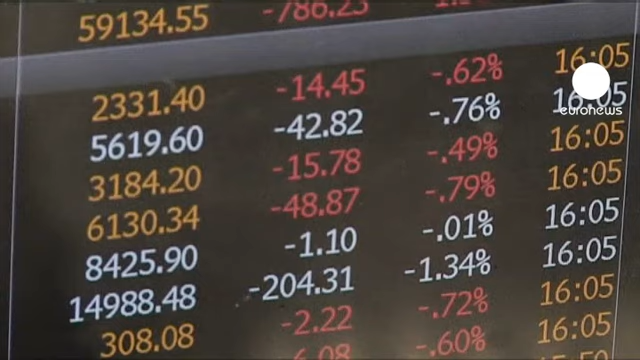 59134.55 -786.23
2331.40 -14.45 -.62% 16:05
5619.60 -42.82 -.76% 16:05
3184.20 -15.78 -.49% 16:05
6130.34 -48.87 -.79% 16:05
8425.90 -1.10 -.01% 16:05
14988.48 -204.31 -1.34% 16:05
308.08 -2.22 -.72% 16:05
-.60% 16:05
euronews